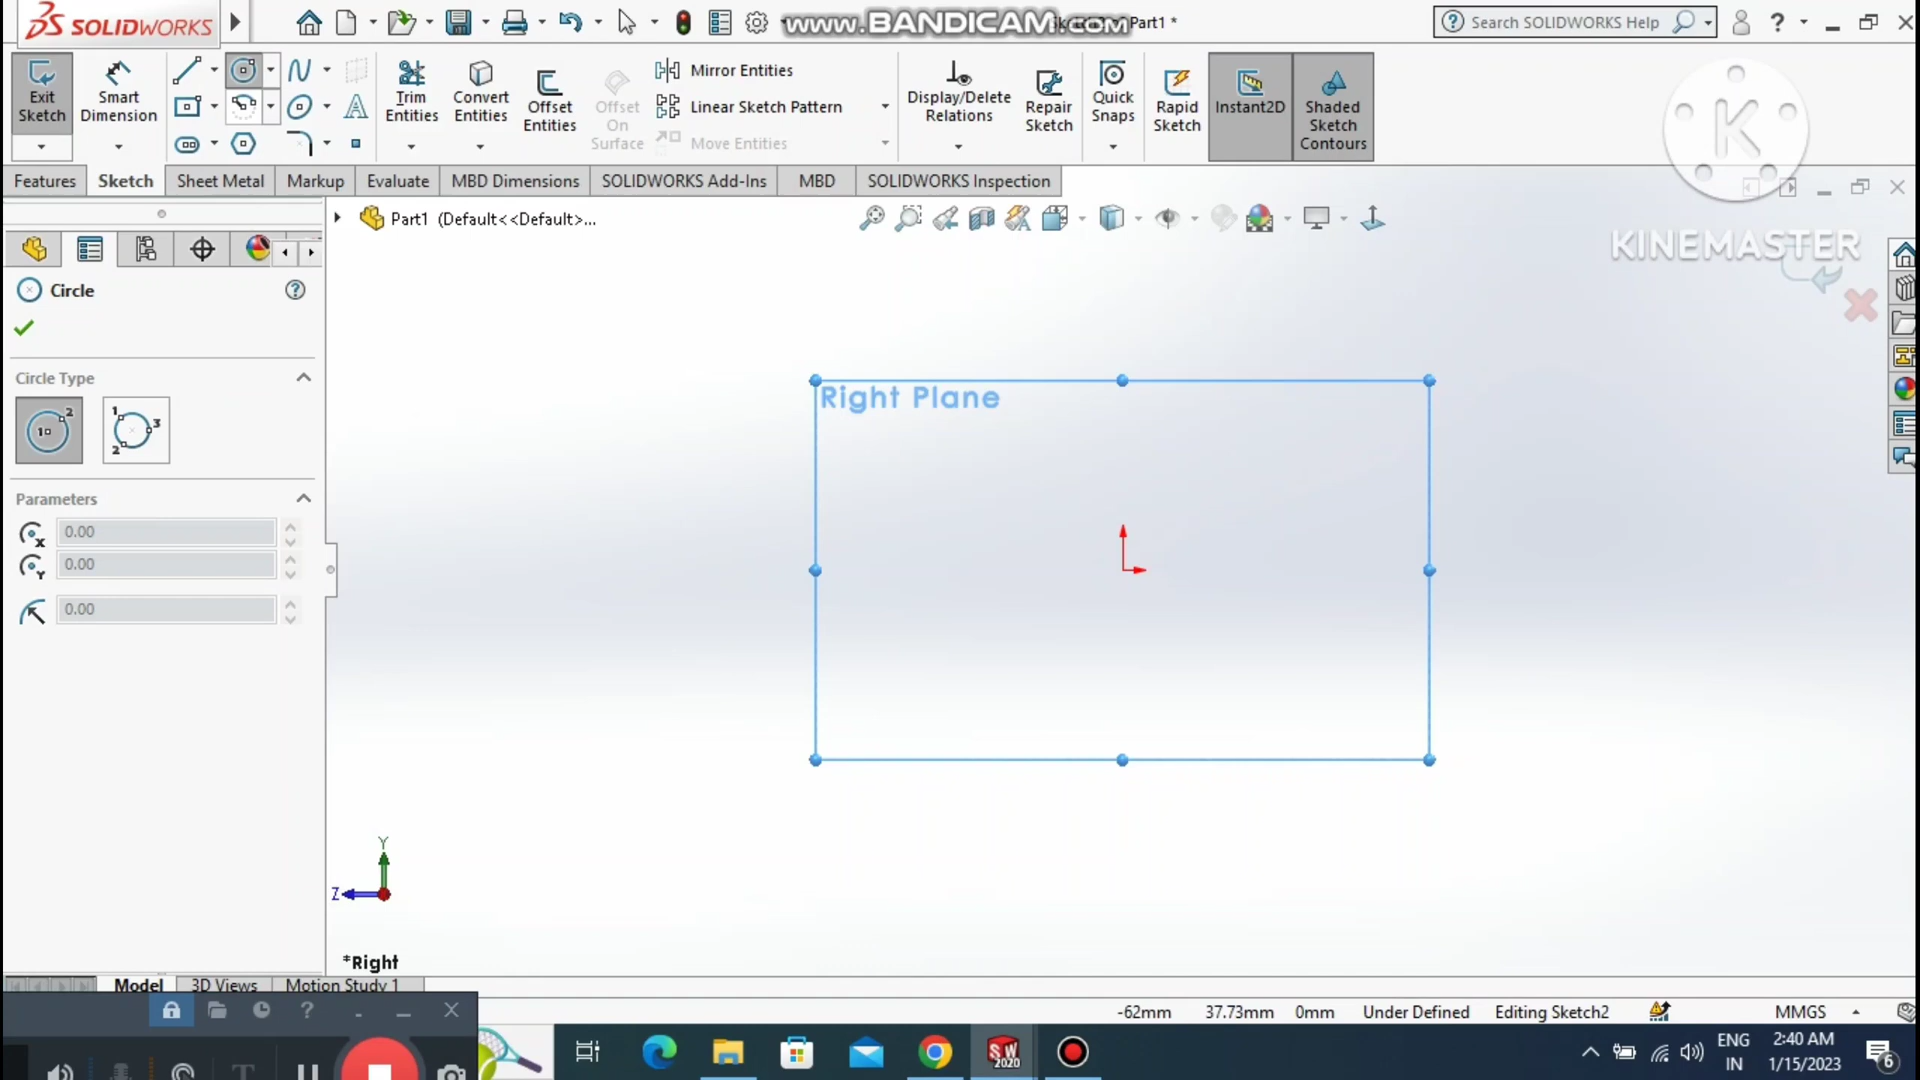 SOLIDWORKS
www.BANDICAM.com
Part1 *
Search SOLIDWORKS Help
Exit Sketch
Smart Dimension
Trim Entities
Convert Entities
Offset Entities
Offset On Surface
Mirror Entities
Linear Sketch Pattern
Move Entities
Display/Delete Relations
Repair Sketch
Quick Snaps
Rapid Sketch
Instant2D
Shaded Sketch Contours
K
KINEMASTER
Features
Sketch
Sheet Metal
Markup
Evaluate
MBD Dimensions
SOLIDWORKS Add-Ins
MBD
SOLIDWORKS Inspection
Part1 (Default<<Default>...
Circle
Circle Type
Parameters
0.00
0.00
0.00
Right Plane
Y
Z
*Right
Model
3D Views
Motion Study 1
-62mm
37.73mm
0mm
Under Defined
Editing Sketch2
MMGS
SW
2020
ENG
IN
2:40 AM
1/15/2023
6